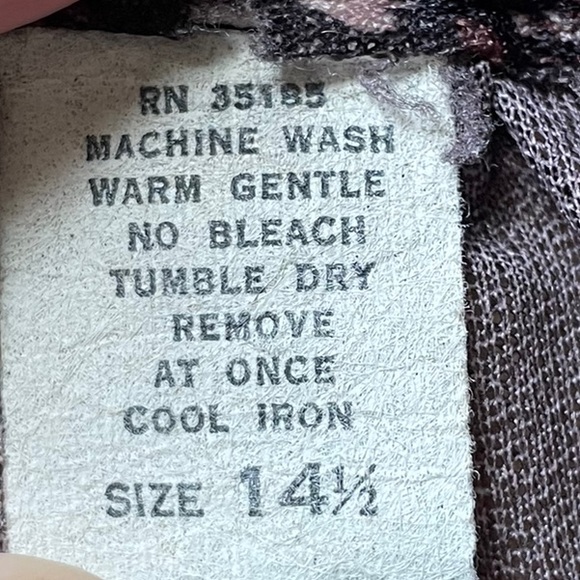 RN 35185
MACHINE WASH
WARM GENTLE
NO BLEACH
TUMBLE DRY
REMOVE
AT ONCE
COOL IRON
SIZE 14½